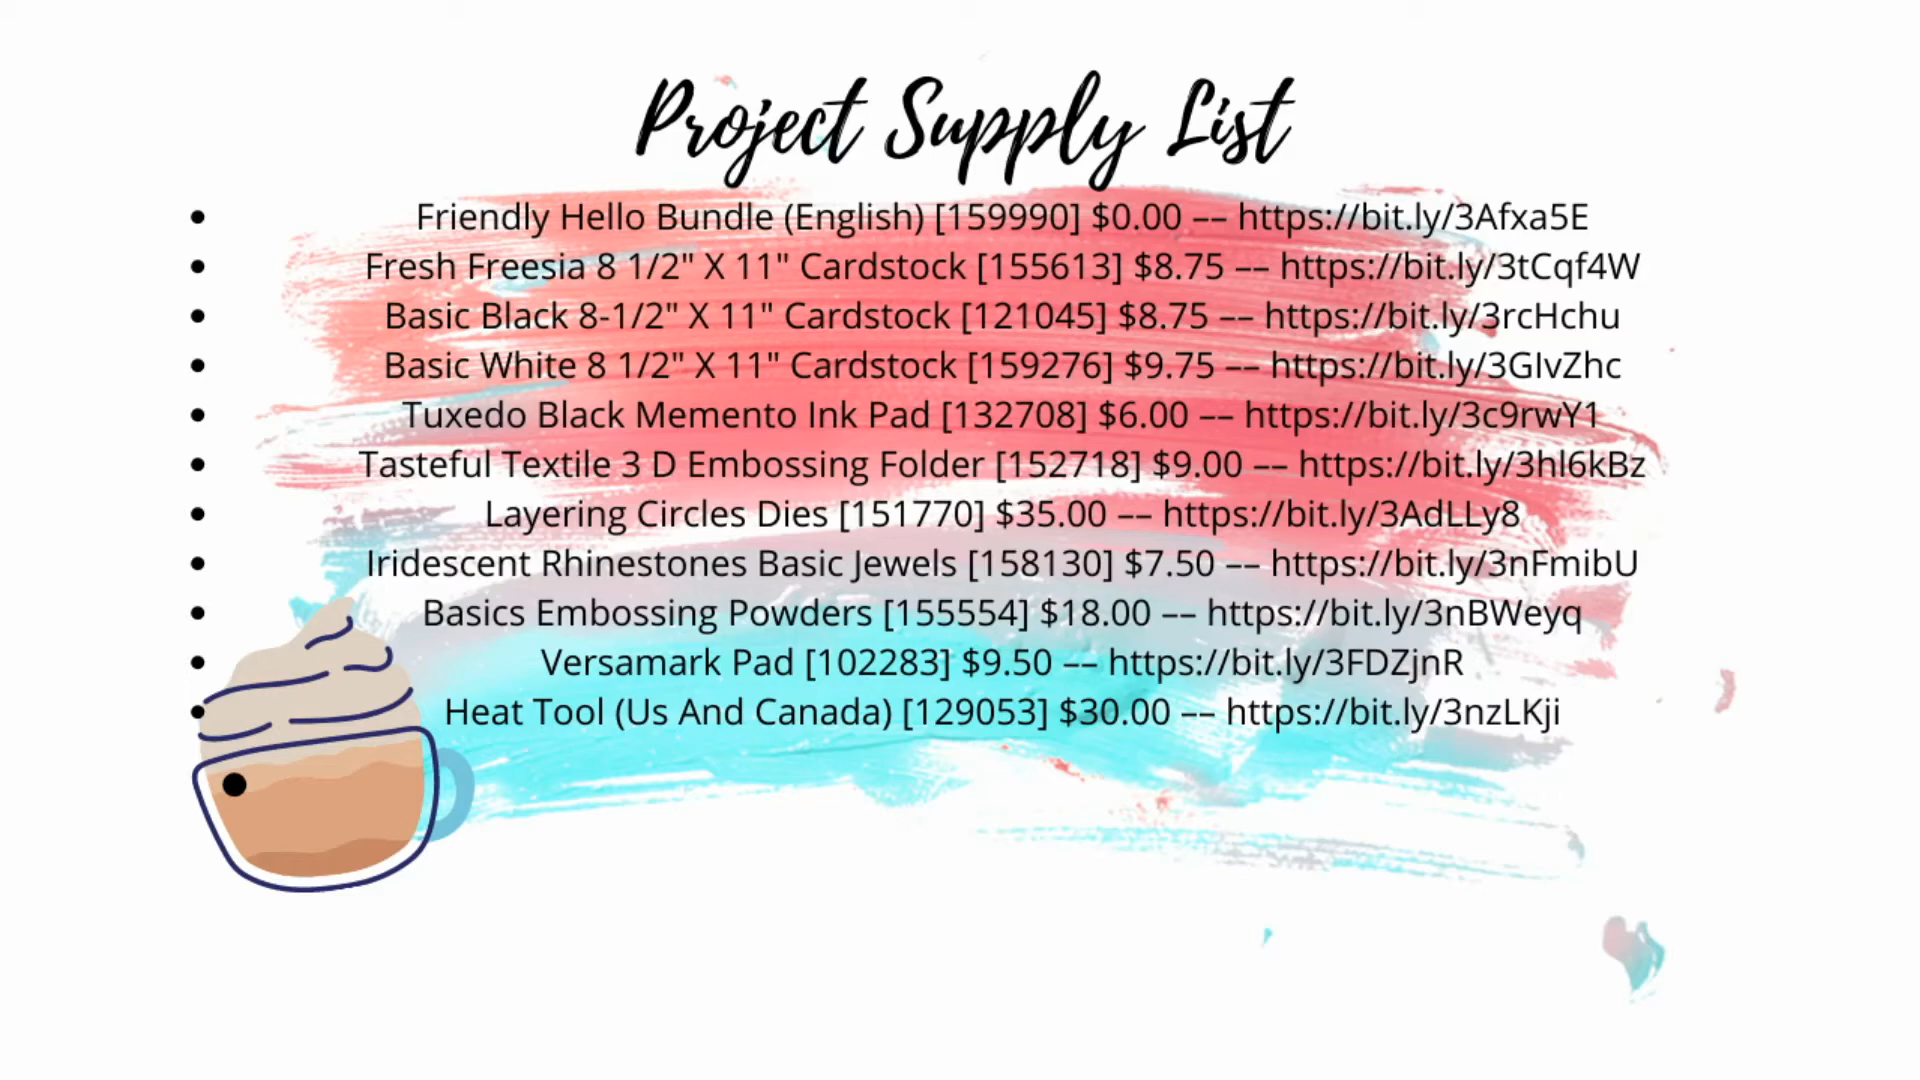 Project Supply List
• Friendly Hello Bundle (English) [159990] $0.00 –– https://bit.ly/3Afxa5E
• Fresh Freesia 8 1/2" X 11" Cardstock [155613] $8.75 –– https://bit.ly/3tCqf4W
• Basic Black 8-1/2" X 11" Cardstock [121045] $8.75 –– https://bit.ly/3rcHchu
• Basic White 8 1/2" X 11" Cardstock [159276] $9.75 –– https://bit.ly/3GIvZhc
• Tuxedo Black Memento Ink Pad [132708] $6.00 –– https://bit.ly/3c9rwY1
• Tasteful Textile 3 D Embossing Folder [152718] $9.00 –– https://bit.ly/3hl6kBz
• Layering Circles Dies [151770] $35.00 –– https://bit.ly/3AdLLy8
• Iridescent Rhinestones Basic Jewels [158130] $7.50 –– https://bit.ly/3nFmibU
• Basics Embossing Powders [155554] $18.00 –– https://bit.ly/3nBWeyq
• Versamark Pad [102283] $9.50 –– https://bit.ly/3FDZjnR
• Heat Tool (Us And Canada) [129053] $30.00 –– https://bit.ly/3nzLKji